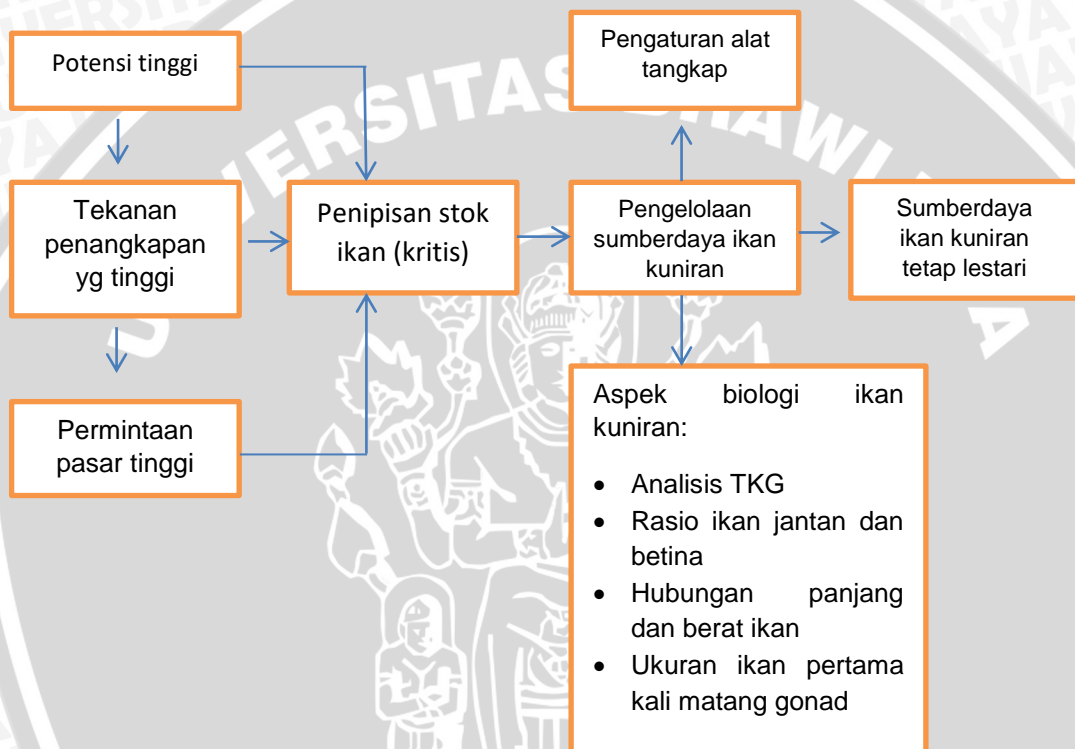 Potensi tinggi
Pengaturan alat
tangkap
Tekanan
penangkapan
yg tinggi
Penipisan stok
ikan (kritis)
Pengelolaan
sumberdaya ikan
kuniran
Sumberdaya
ikan kuniran
tetap lestari
Permintaan
pasar tinggi
Aspek biologi ikan
kuniran:
• Analisis TKG
• Rasio ikan jantan dan
betina
• Hubungan panjang
dan berat ikan
• Ukuran ikan pertama
kali matang gonad